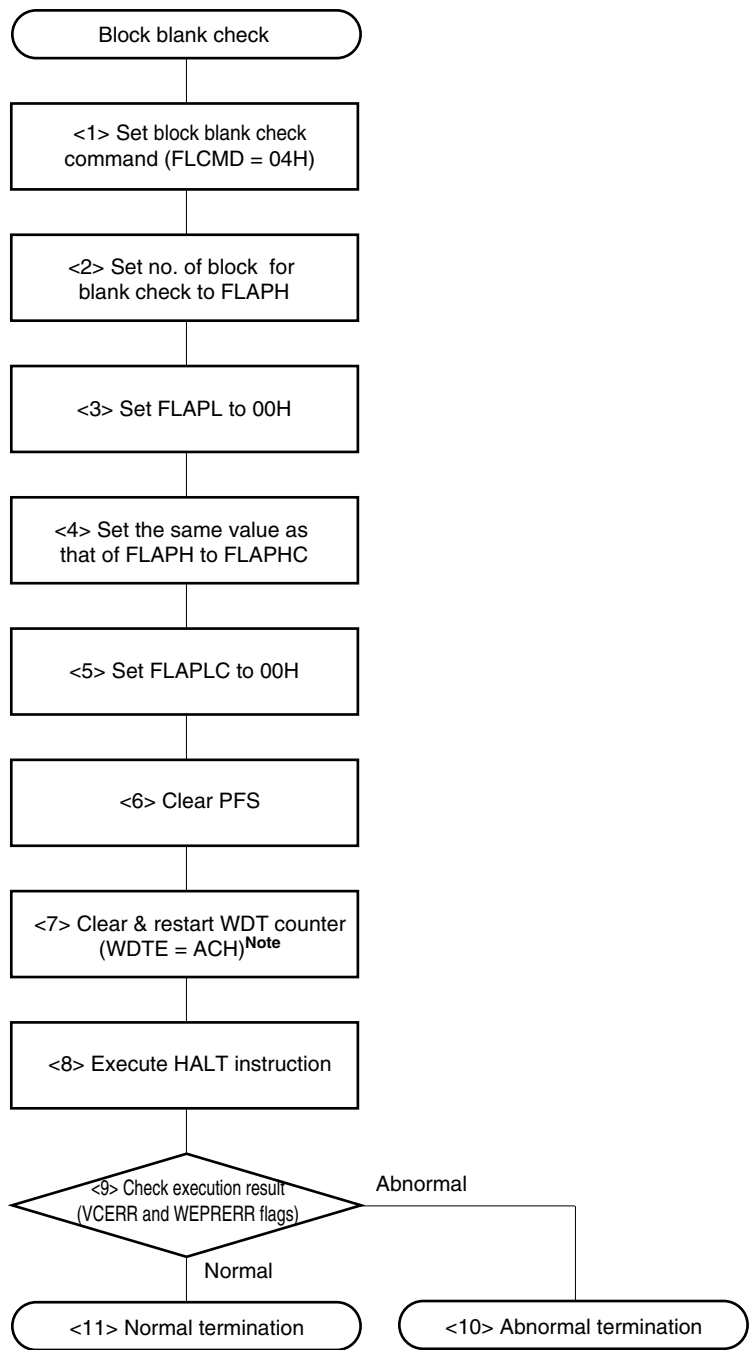 Block blank check
<1> Set block blank check
command (FLCMD = 04H)
<2> Set no. of block for
blank check to FLAPH
<3> Set FLAPL to 00H
<4> Set the same value as
that of FLAPH to FLAPHC
<5> Set FLAPLC to 00H
<6> Clear PFS
<7> Clear & restart WDT counter
(WDTE = ACH)Note
<8> Execute HALT instruction
<9> Check execution result
(VCERR and WEPRERR flags)
Abnormal
Normal
<11> Normal termination
<10> Abnormal termination